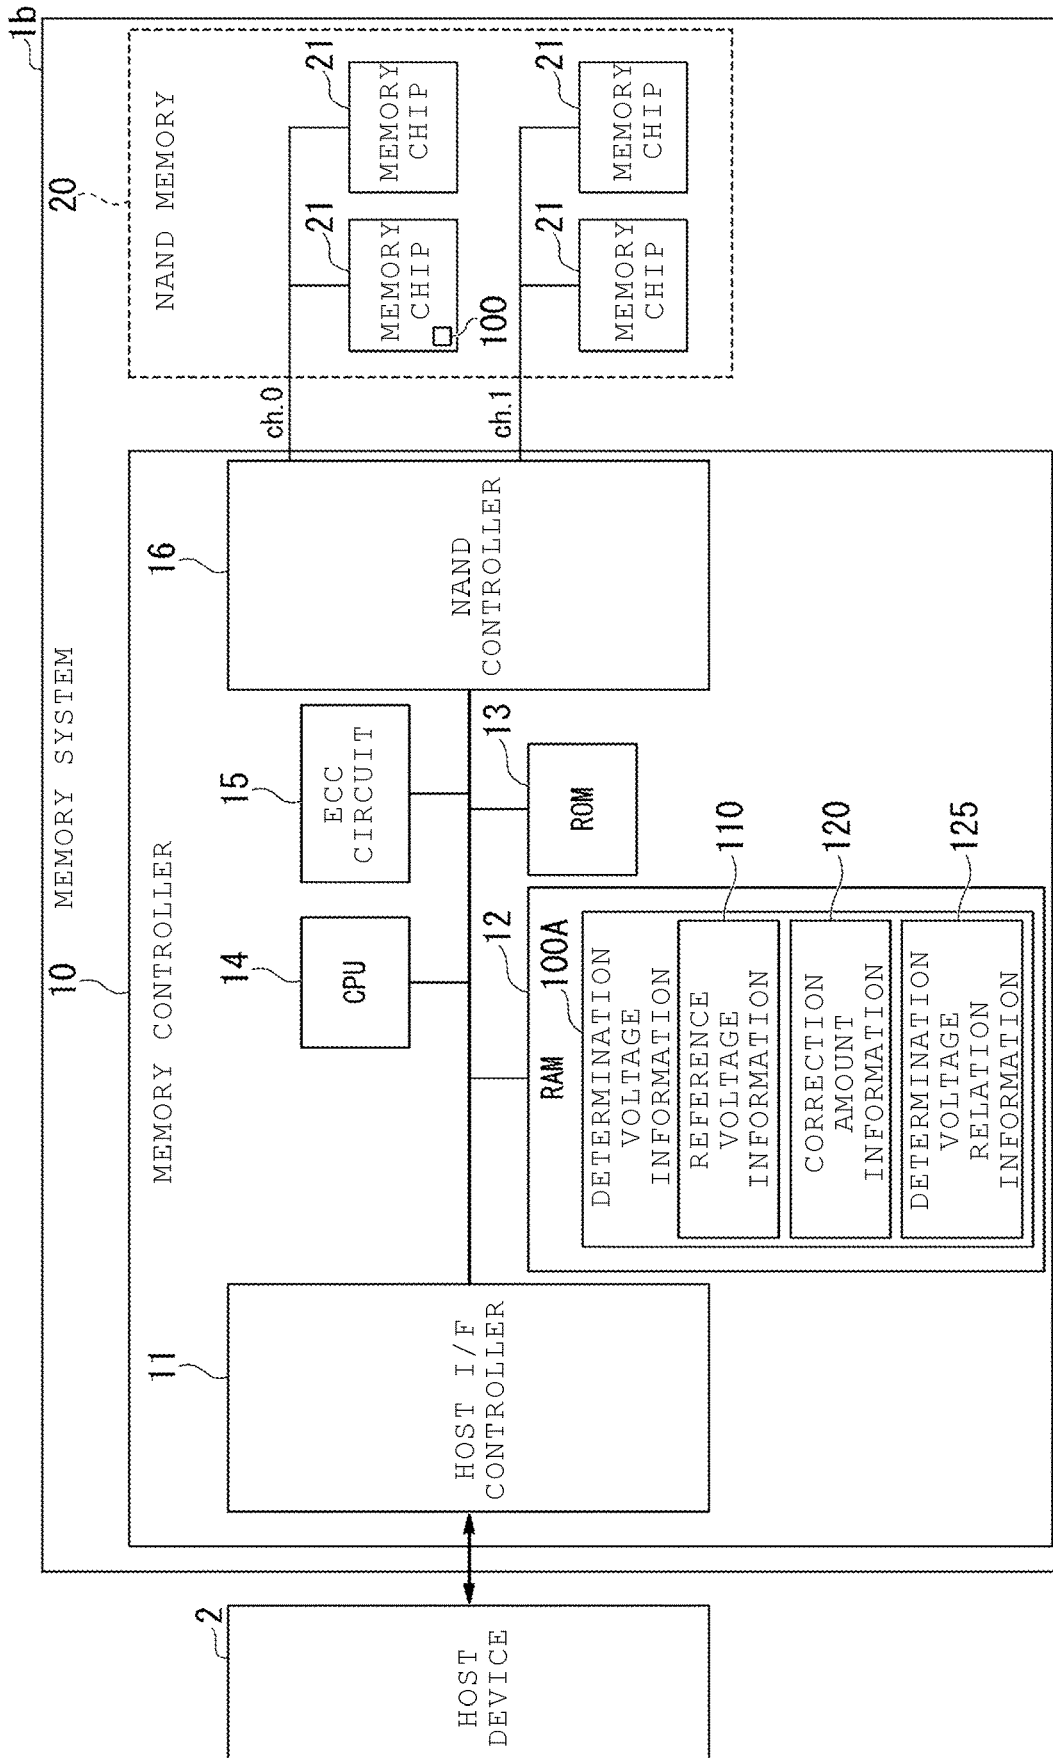 1b
MEMORY SYSTEM
10
MEMORY CONTROLLER
2
HOST
DEVICE
11
HOST I/F
CONTROLLER
14
CPU
15
ECC
CIRCUIT
16
NAND
CONTROLLER
12
RAM
100A
DETERMINATION
VOLTAGE
INFORMATION
REFERENCE
VOLTAGE
INFORMATION
110
CORRECTION
AMOUNT
INFORMATION
120
DETERMINATION
VOLTAGE
RELATION
INFORMATION
125
13
ROM
ch.0
ch.1
20
NAND MEMORY
21
MEMORY
CHIP
100
21
MEMORY
CHIP
21
MEMORY
CHIP
21
MEMORY
CHIP